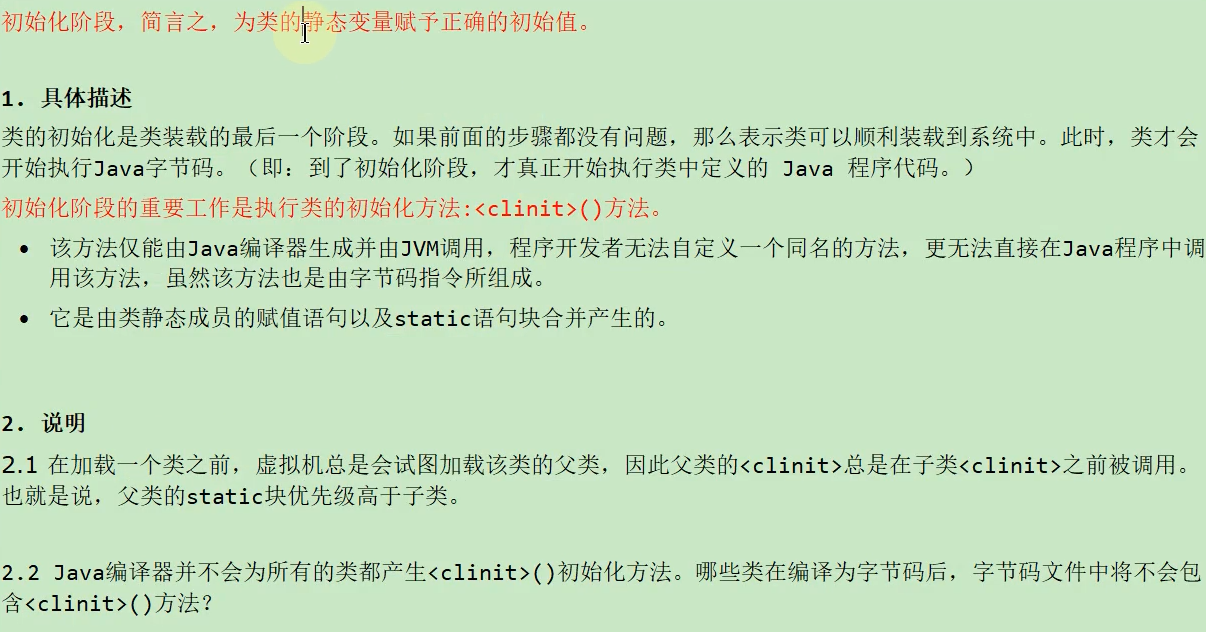 初始化阶段，简言之，为类的静态变量赋予正确的初始值。
1. 具体描述
类的初始化是类装载的最后一个阶段。如果前面的步骤都没有问题，那么表示类可以顺利装载到系统中。此时，类才会
开始执行Java字节码。（即：到了初始化阶段，才真正开始执行类中定义的 Java 程序代码。）
初始化阶段的重要工作是执行类的初始化方法:<clinit>()方法。
• 该方法仅能由Java编译器生成并由JVM调用，程序开发者无法自定义一个同名的方法，更无法直接在Java程序中调
用该方法，虽然该方法也是由字节码指令所组成。
• 它是由类静态成员的赋值语句以及static语句块合并产生的。
2. 说明
2.1 在加载一个类之前，虚拟机总是会试图加载该类的父类，因此父类的<clinit>总是在子类<clinit>之前被调用。
也就是说，父类的static块优先级高于子类。
2.2 Java编译器并不会为所有的类都产生<clinit>()初始化方法。哪些类在编译为字节码后，字节码文件中将不会包
含<clinit>()方法？